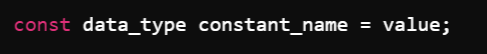 const data_type constant_name = value;